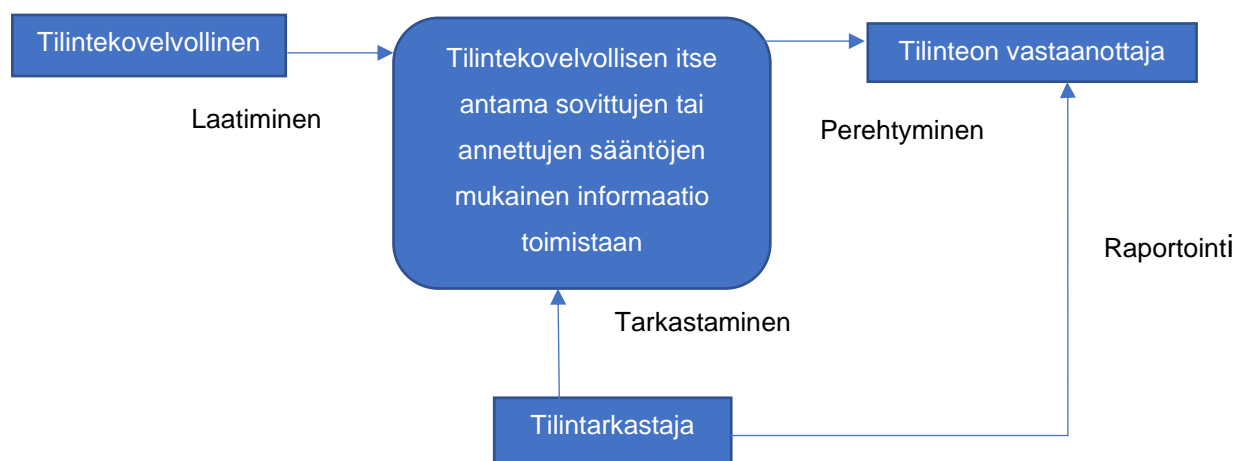 Tilintekovelvollinen
Tilintekovelvollisen itse
antama sovittujen tai
annettujen sääntöjen
mukainen informaatio
toimistaan
Tilinteon vastaanottaja
Laatiminen
Perehtyminen
Raportointi
Tarkastaminen
Tilintarkastaja